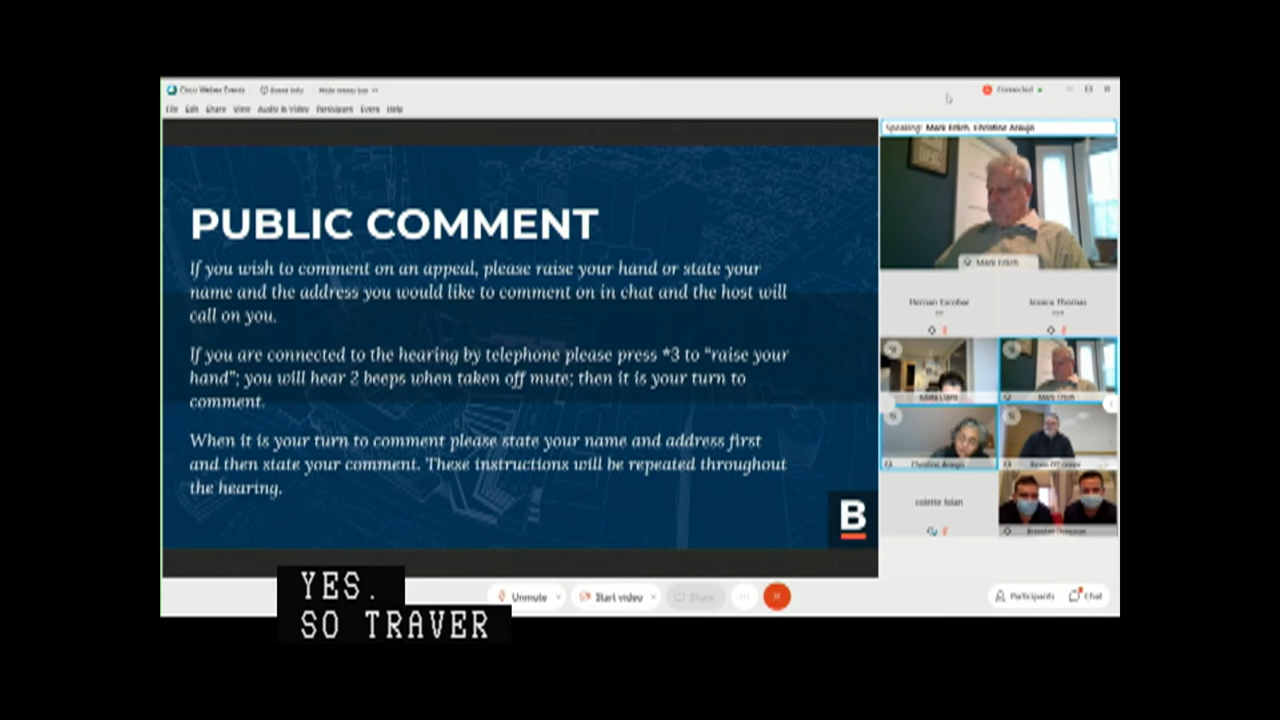 Cisco Webex Events
Event Info
Hide menu bar
Connected
File Edit Share View Audio & Video Participant Event Help
Speaking: Mark Erlich, Christine Araujo
PUBLIC COMMENT
If you wish to comment on an appeal, please raise your hand or state your
name and the address you would like to comment on in chat and the host will
call on you.
If you are connected to the hearing by telephone please press *3 to "raise your
hand"; you will hear 2 beeps when taken off mute; then it is your turn to
comment.
When it is your turn to comment please state your name and address first
and then state your comment. These instructions will be repeated throughout
the hearing.
B
Mark Erlich
Hernan Escobar
Jessica Thomas
Mark Erlich
Christine Araujo
Kevin O'Connor
Unmute
Start video
Share
Participants
Chat
YES.
SO TRAVER